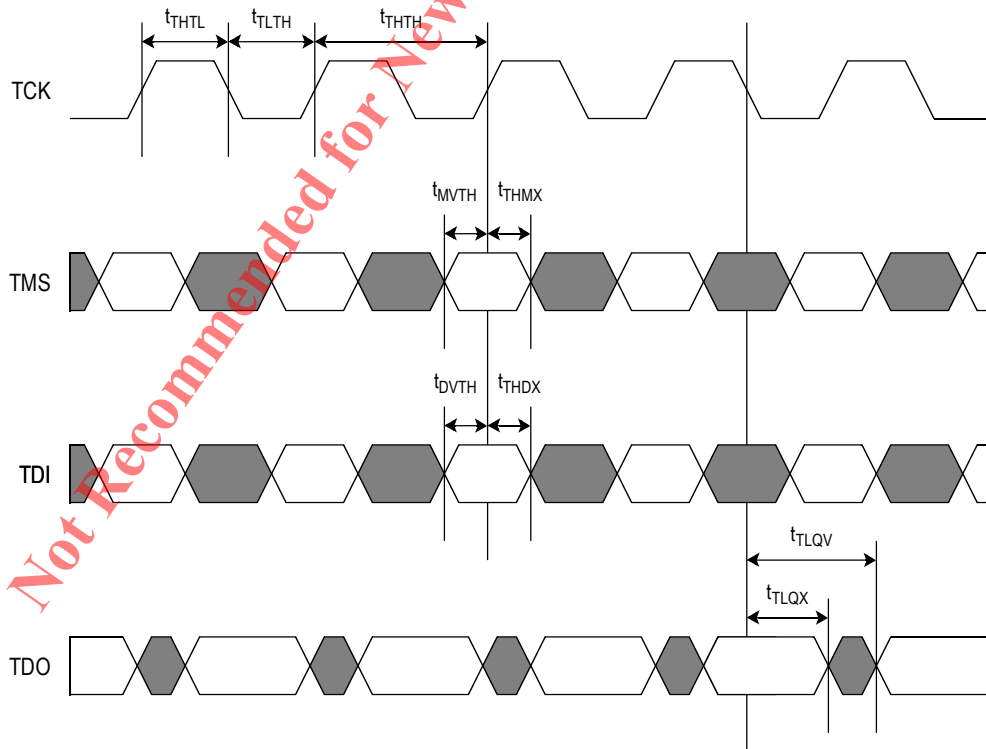 tTHTL tTLTH tTHTH
TCK
tMVTH tTHMX
TMS
tDVTH tTHDX
TDI
tTLQV
tTLQX
TDO
Not Recommended for New